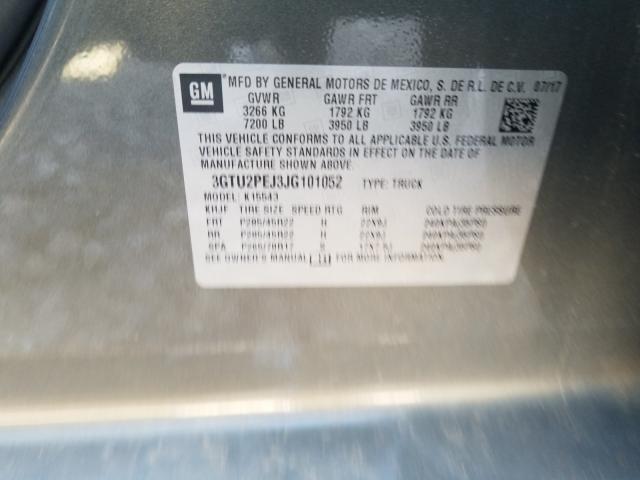 GM
MFD BY GENERAL MOTORS DE MEXICO, S. DE R.L. DE C.V. 07/17
GVWR GAWR FRT GAWR RR
3266 KG 1792 KG 1792 KG
7200 LB 3950 LB 3950 LB
THIS VEHICLE CONFORMS TO ALL APPLICABLE U.S. FEDERAL MOTOR
VEHICLE SAFETY STANDARDS IN EFFECT ON THE DATE OF
MANUFACTURE SHOWN ABOVE.
3GTU2PEJ3JG101052 TYPE: TRUCK
MODEL: K15543
TIRE SIZE SPEED RTG RIM COLD TIRE PRESSURE
FRT P285/45R22 H 22X9J
RR P285/45R22 H 22X9J
SPA
SEE OWNER'S MANUAL FOR MORE INFORMATION.